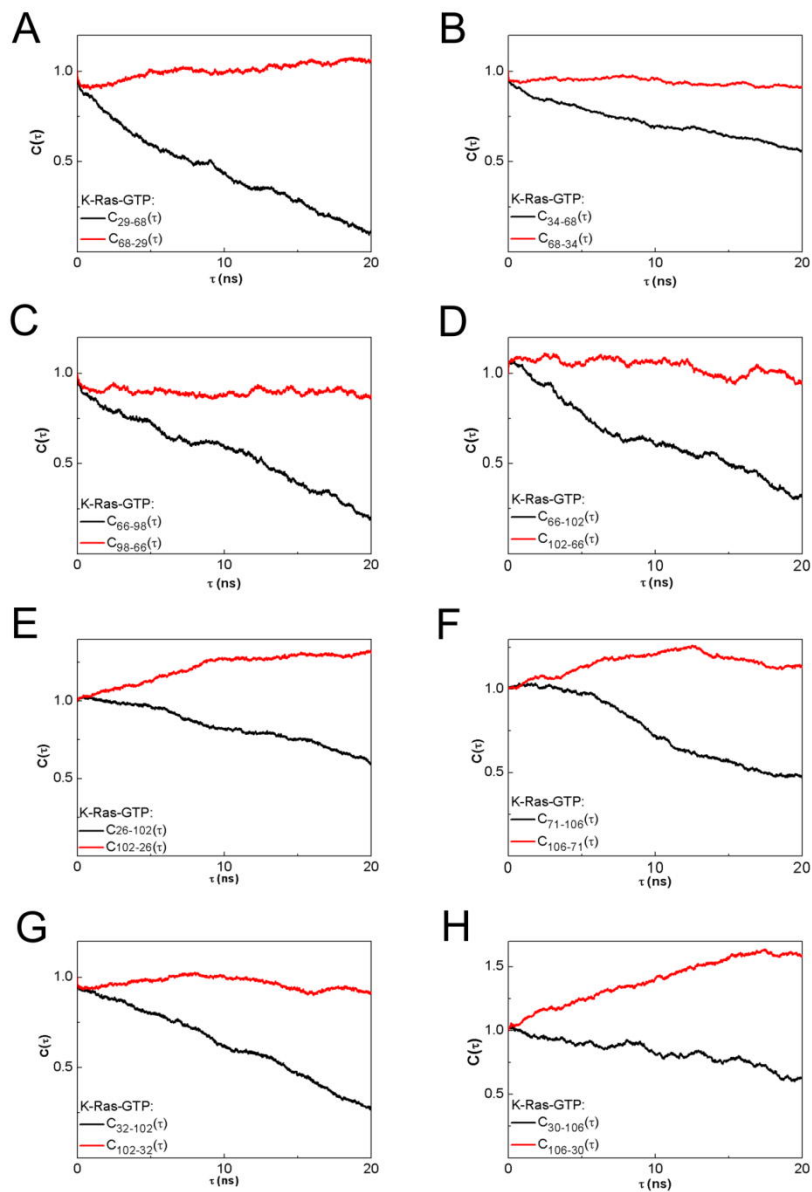 A
C(τ)
1.0
0.5
K-Ras-GTP:
C29-68(τ)
C68-29(τ)
0 10 20
τ (ns)
B
C(τ)
1.0
0.5
K-Ras-GTP:
C34-68(τ)
C68-34(τ)
0 10 20
τ (ns)
C
C(τ)
1.0
0.5
K-Ras-GTP:
C66-98(τ)
C98-66(τ)
0 10 20
τ (ns)
D
C(τ)
1.0
0.5
K-Ras-GTP:
C66-102(τ)
C102-66(τ)
0 10 20
τ (ns)
E
C(τ)
1.0
0.5
K-Ras-GTP:
C26-102(τ)
C102-26(τ)
0 10 20
τ (ns)
F
C(τ)
1.0
0.5
K-Ras-GTP:
C71-106(τ)
C106-71(τ)
0 10 20
τ (ns)
G
C(τ)
1.0
0.5
K-Ras-GTP:
C32-102(τ)
C102-32(τ)
0 10 20
τ (ns)
H
C(τ)
1.5
1.0
0.5
K-Ras-GTP:
C30-106(τ)
C106-30(τ)
0 10 20
τ (ns)